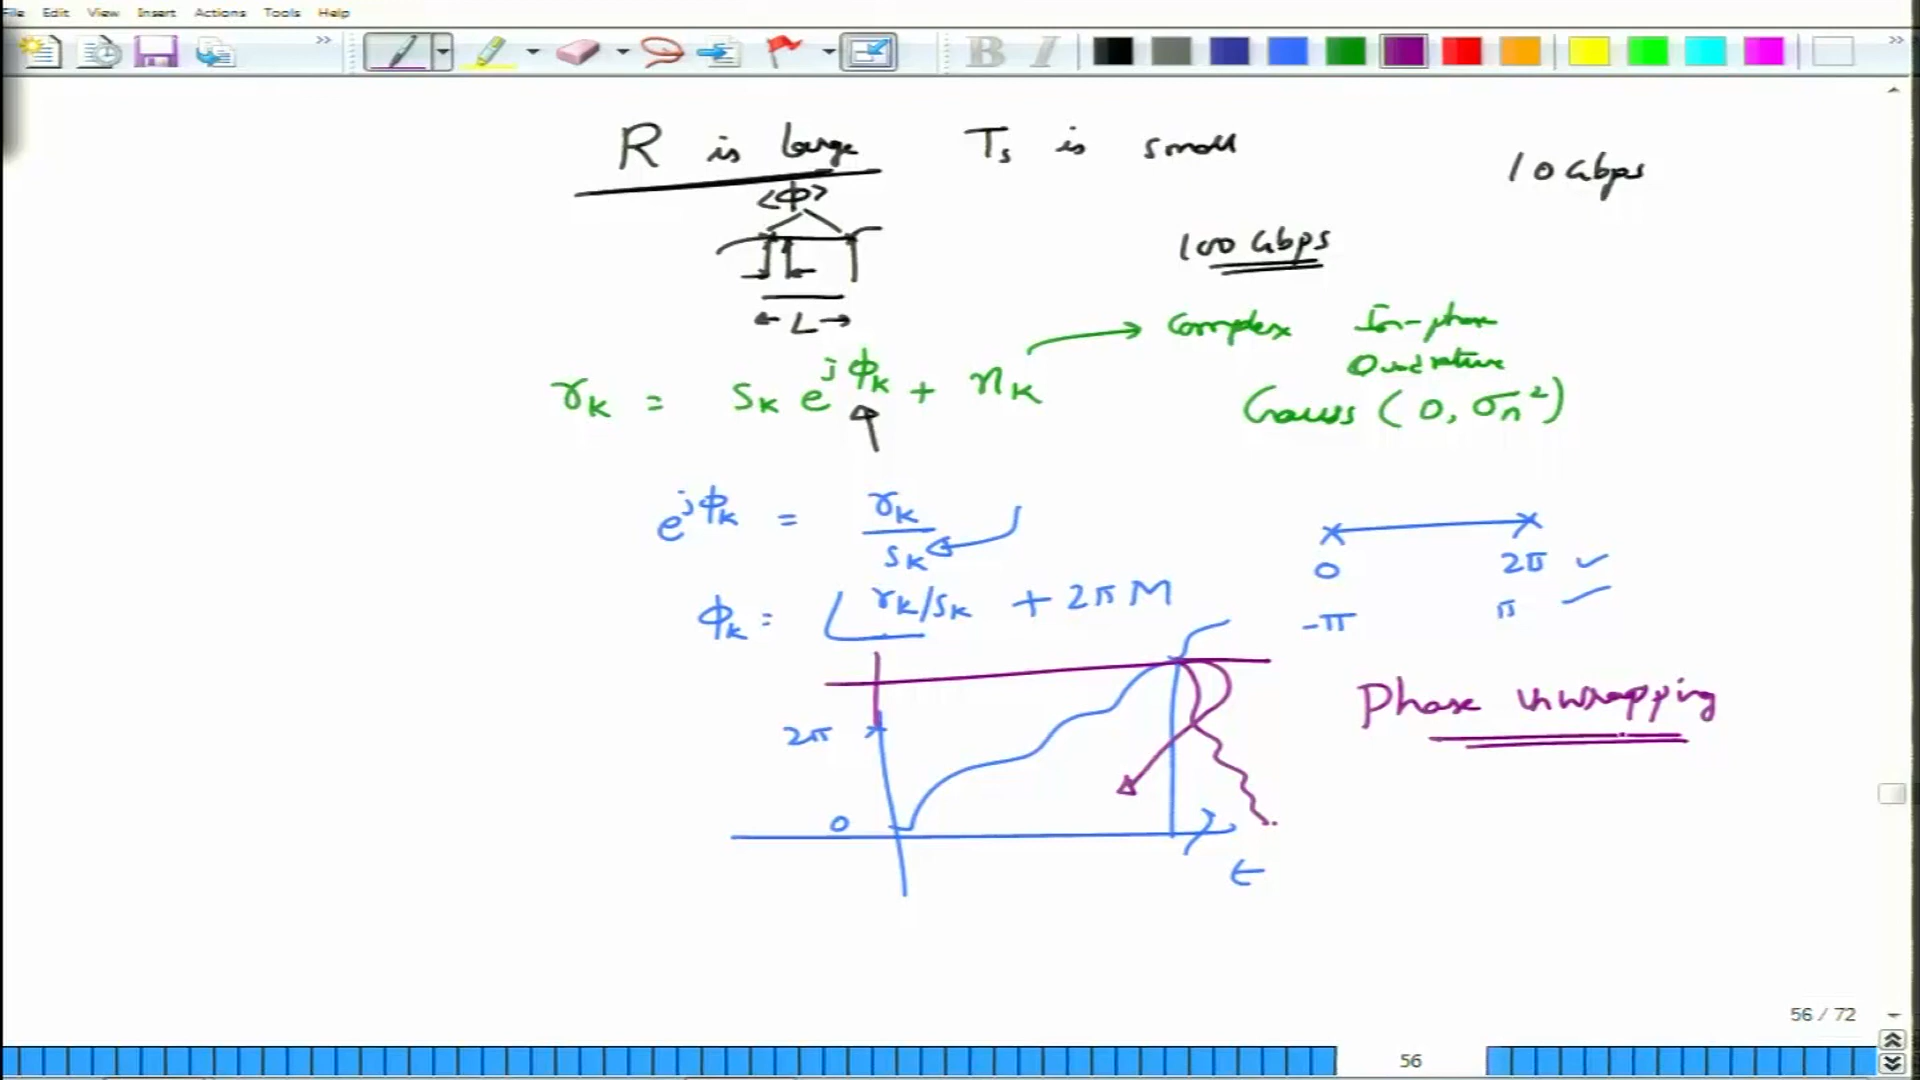 File Edit View Insert Actions Tools Help
B I
R is large Ts is small 10 Gbps
<Φ>
100 Gbps
← L →
Complex In-phase
Quadrature
rk = sk e^jϕk + nk
Gauss (0, σn²)
e^jϕk = rk/sk
0 2π ✓
ϕk = ∠rk/sk + 2πM
-π π
Phase unwrapping
2π
0
t
56 / 72
56